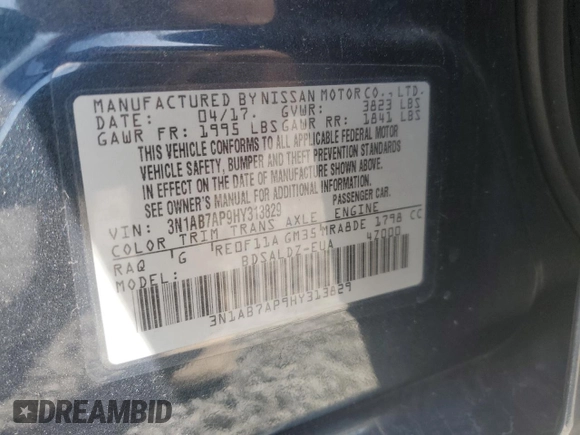 MANUFACTURED BY NISSAN MOTOR CO., LTD.
DATE: 04/17. GVWR: 3823 LBS
GAWR FR: 1995 LBS GAWR RR: 1841 LBS
THIS VEHICLE CONFORMS TO ALL APPLICABLE FEDERAL MOTOR
VEHICLE SAFETY, BUMPER AND THEFT PREVENTION STANDARDS
IN EFFECT ON THE DATE OF MANUFACTURE SHOWN ABOVE.
SEE OWNER'S MANUAL FOR ADDITIONAL INFORMATION.
VIN: 3N1AB7AP9HY313829 PASSENGER CAR.
COLOR TRIM TRANS AXLE ENGINE
RAQ G RE0F11A GM35 MRA8DE 1798 CC
MODEL: BDSALDZ-EUA 47000
3N1AB7AP9HY313829
DREAMBID